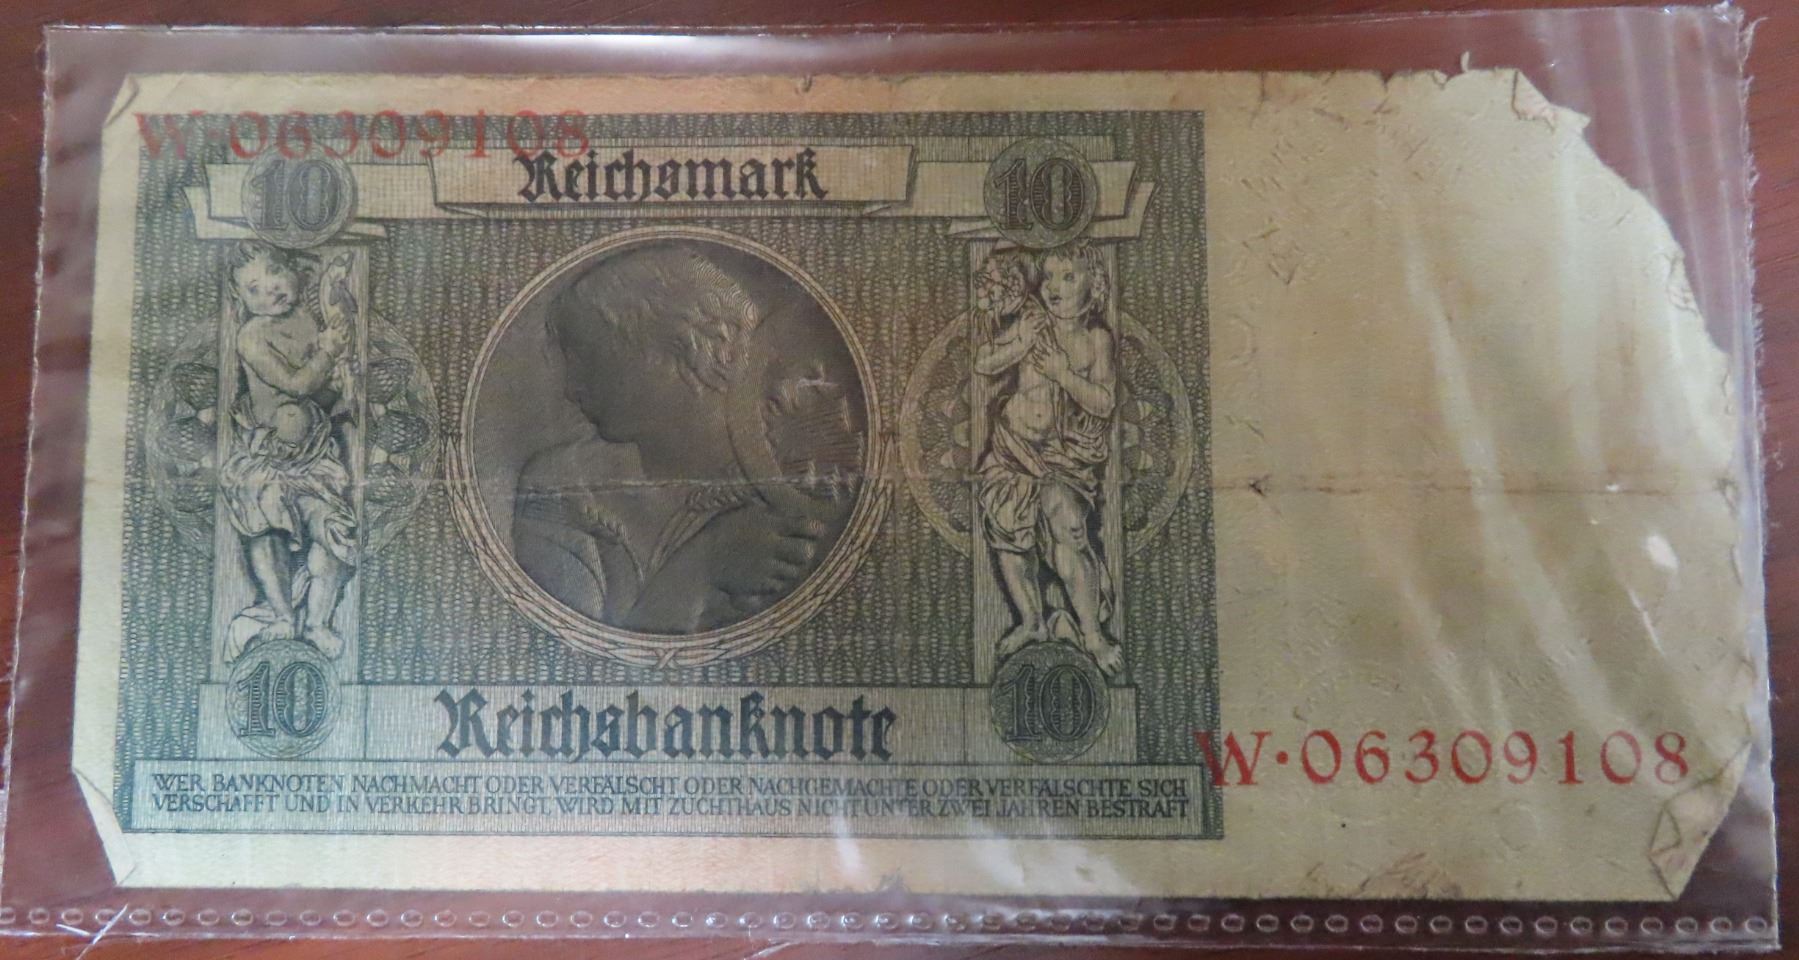 W·06309108
10 Reichsmark 10
10 Reichsbanknote 10
W·06309108
WER BANKNOTEN NACHMACHT ODER VERFÄLSCHT ODER NACHGEMACHTE ODER VERFÄLSCHTE SICH
VERSCHAFFT UND IN VERKEHR BRINGT, WIRD MIT ZUCHTHAUS NICHT UNTER ZWEI JAHREN BESTRAFT